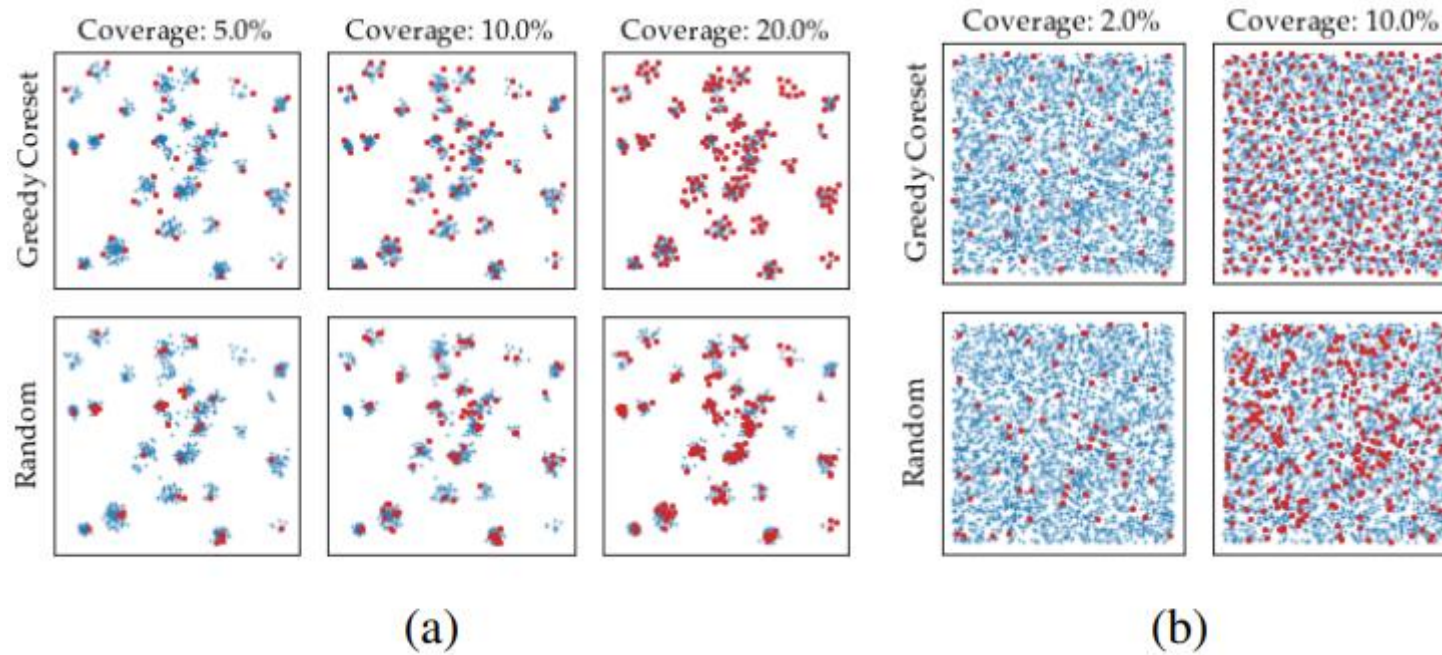 Coverage: 5.0% Coverage: 10.0% Coverage: 20.0% Coverage: 2.0% Coverage: 10.0%
Greedy Coreset
Greedy Coreset
Random
Random
(a) (b)